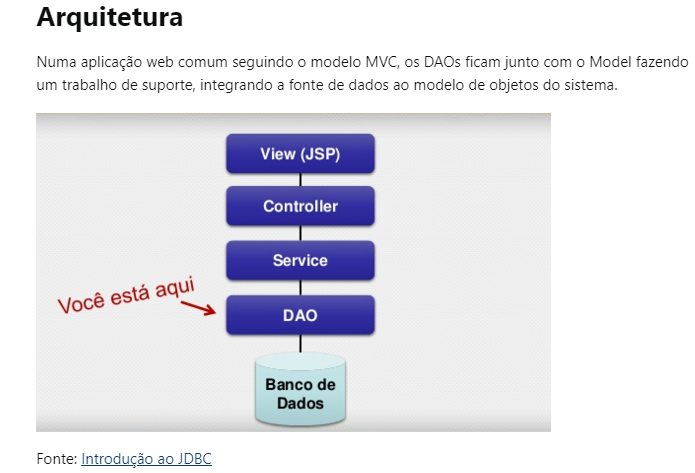 Arquitetura
Numa aplicação web comum seguindo o modelo MVC, os DAOs ficam junto com o Model fazendo
um trabalho de suporte, integrando a fonte de dados ao modelo de objetos do sistema.
View (JSP)
Controller
Service
Você está aqui
DAO
Banco de
Dados
Fonte: Introdução ao JDBC